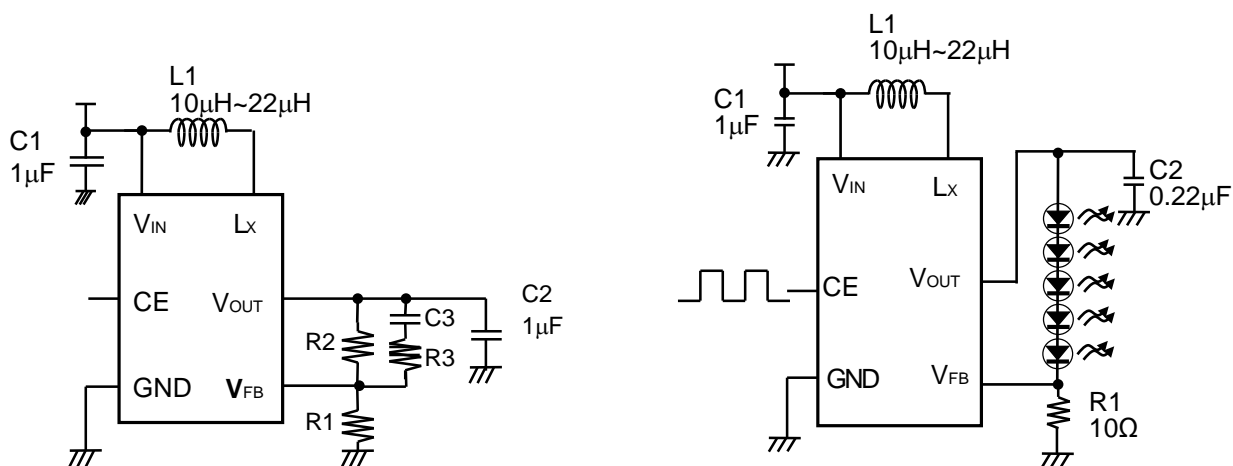 L1
10μH~22μH
C1
1μF
VIN
LX
CE
VOUT
GND
VFB
R2
C3
R3
R1
C2
1μF
L1
10μH~22μH
C1
1μF
VIN
LX
CE
VOUT
GND
VFB
C2
0.22μF
R1
10Ω